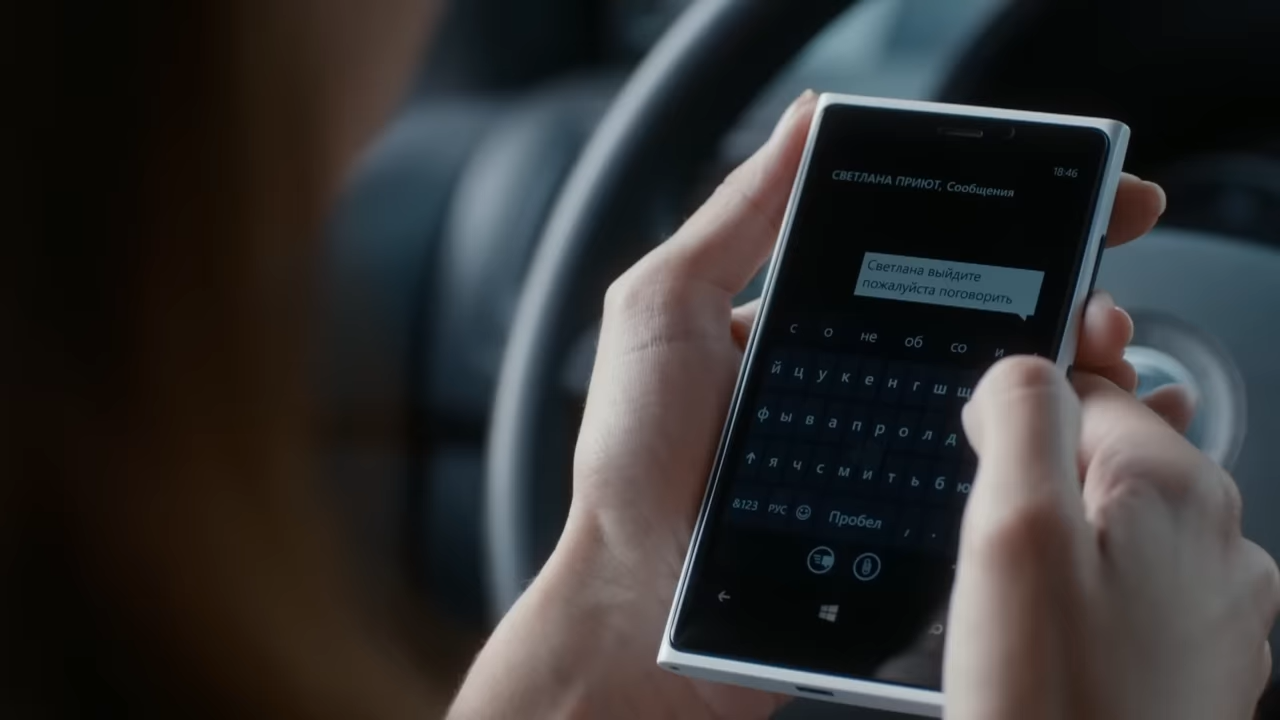 18:46
СВЕТЛАНА ПРИЮТ, Сообщения
Светлана выйдите
пожалуйста поговорить
с о не об со и
й ц у к е н г ш щ
ф ы в а п р о л д
я ч с м и т ь б ю
&123 РУС Пробел , .